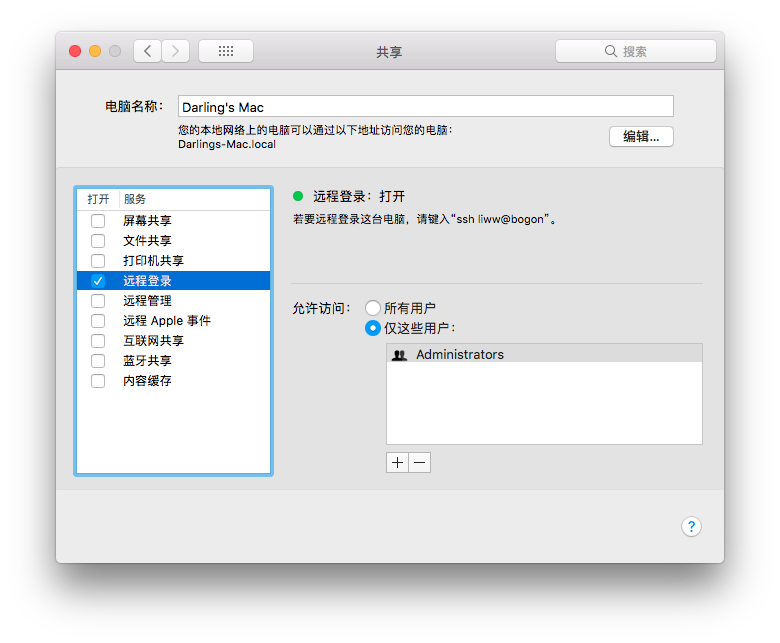 共享
搜索
电脑名称：
Darling's Mac
您的本地网络上的电脑可以通过以下地址访问您的电脑：
Darlings-Mac.local
编辑...
打开 服务
屏幕共享
文件共享
打印机共享
远程登录
远程管理
远程 Apple 事件
互联网共享
蓝牙共享
内容缓存
远程登录：打开
若要远程登录这台电脑，请键入“ssh liww@bogon”。
允许访问：
所有用户
仅这些用户：
Administrators
+ −
?